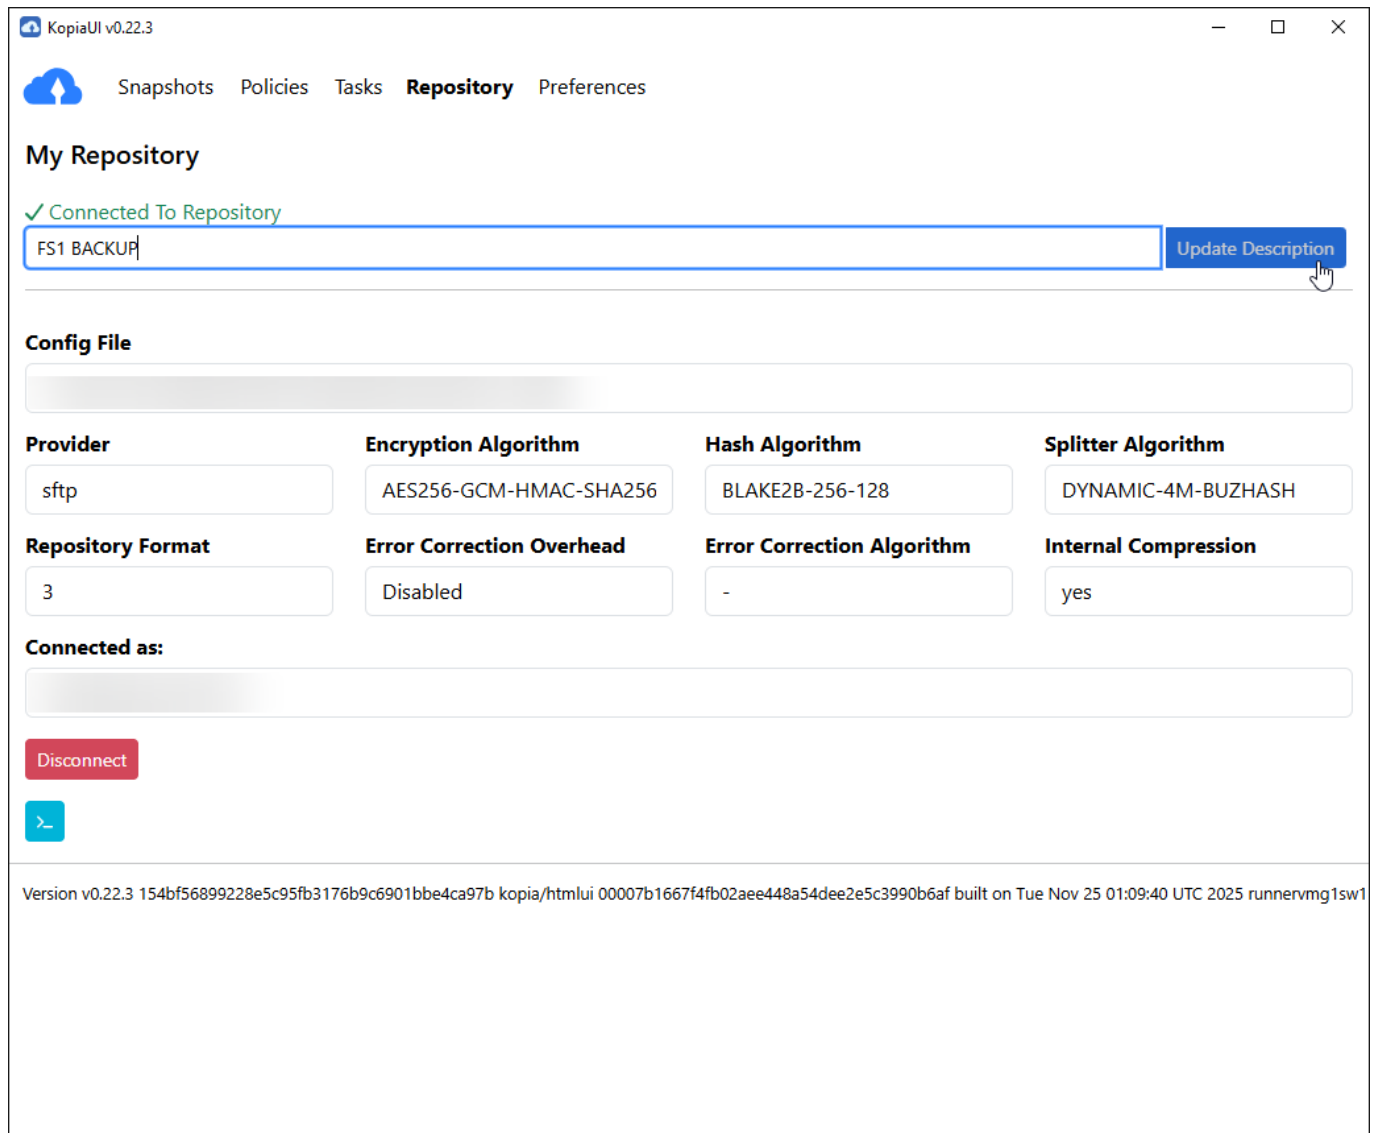 KopiaUI v0.22.3
Snapshots Policies Tasks Repository Preferences
My Repository
Connected To Repository
FS1 BACKUP Update Description
Config File
Provider Encryption Algorithm Hash Algorithm Splitter Algorithm
sftp AES256-GCM-HMAC-SHA256 BLAKE2B-256-128 DYNAMIC-4M-BUZHASH
Repository Format Error Correction Overhead Error Correction Algorithm Internal Compression
3 Disabled - yes
Connected as:
Disconnect
>_
Version v0.22.3 154bf56899228e5c95fb3176b9c6901bbe4ca97b kopia/htmlui 00007b1667f4fb02aee448a54dee2e5c3990b6af built on Tue Nov 25 01:09:40 UTC 2025 runnervmg1sw1